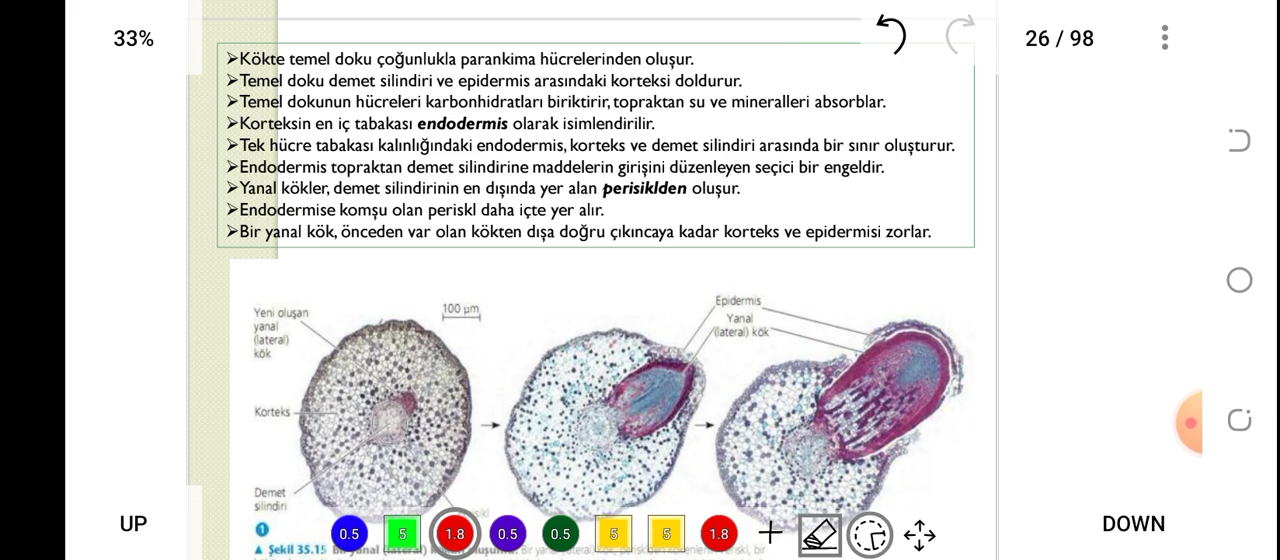 33%
26 / 98
➢Kökte temel doku çoğunlukla parankima hücrelerinden oluşur.
➢Temel doku demet silindiri ve epidermis arasındaki korteksi doldurur.
➢Temel dokunun hücreleri karbonhidratları biriktirir, topraktan su ve mineralleri absorblar.
➢Korteksin en iç tabakası endodermis olarak isimlendirilir.
➢Tek hücre tabakası kalınlığındaki endodermis, korteks ve demet silindiri arasında bir sınır oluşturur.
➢Endodermis topraktan demet silindirine maddelerin girişini düzenleyen seçici bir engeldir.
➢Yanal kökler, demet silindirinin en dışında yer alan perisiklden oluşur.
➢Endodermise komşu olan periskl daha içte yer alır.
➢Bir yanal kök, önceden var olan kökten dışa doğru çıkıncaya kadar korteks ve epidermisi zorlar.
Yeni oluşan
yanal
(lateral)
kök
100 µm
Epidermis
Yanal
(lateral) kök
Korteks
Demet
silindiri
1
▲ Şekil 35.15 Bir yanal (lateral)
UP
0.5 5 1.8 0.5 0.5 5 5 1.8
DOWN